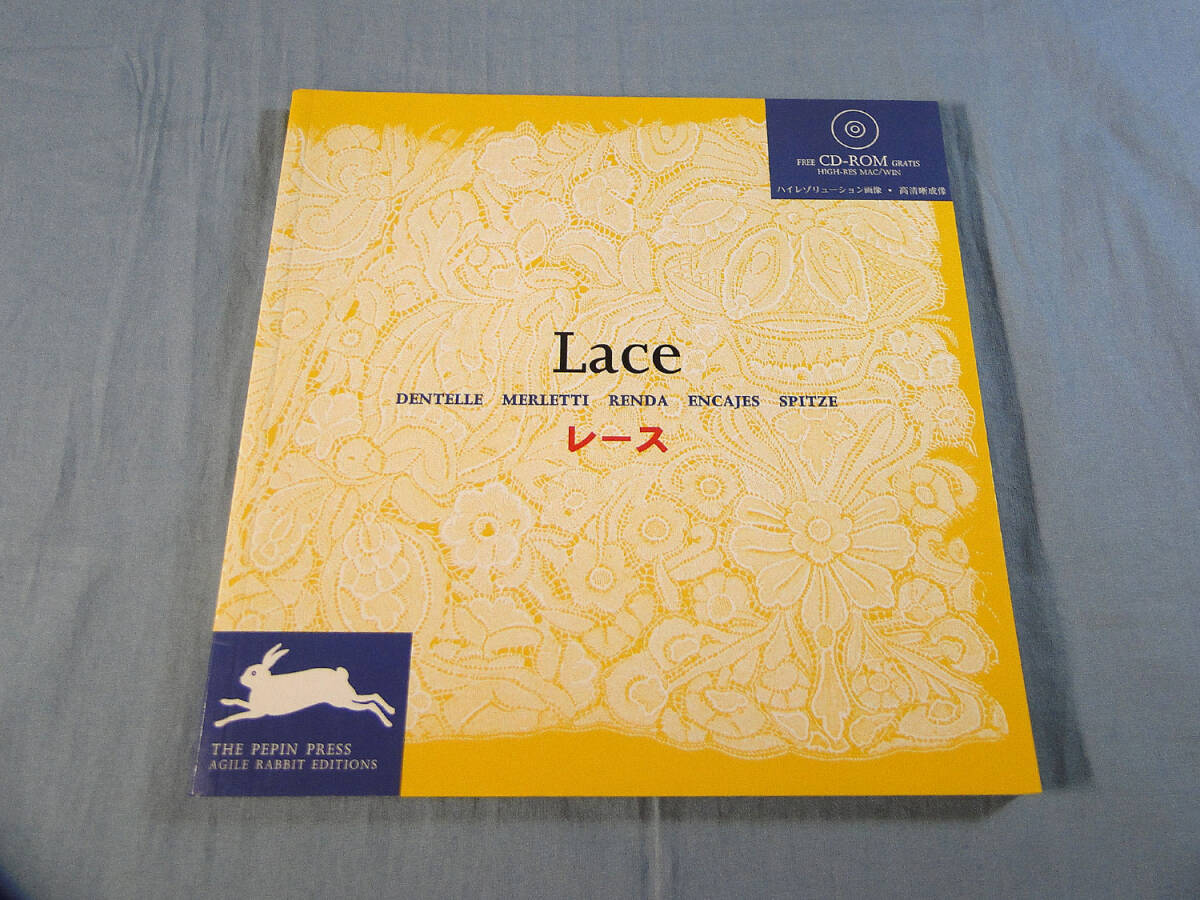 FREE CD-ROM GRATIS
HIGH-RES MAC/WIN
ハイレゾリューション画像・高清晰成像
Lace
DENTELLE MERLETTI RENDA ENCAJES SPITZE
レース
THE PEPIN PRESS
AGILE RABBIT EDITIONS